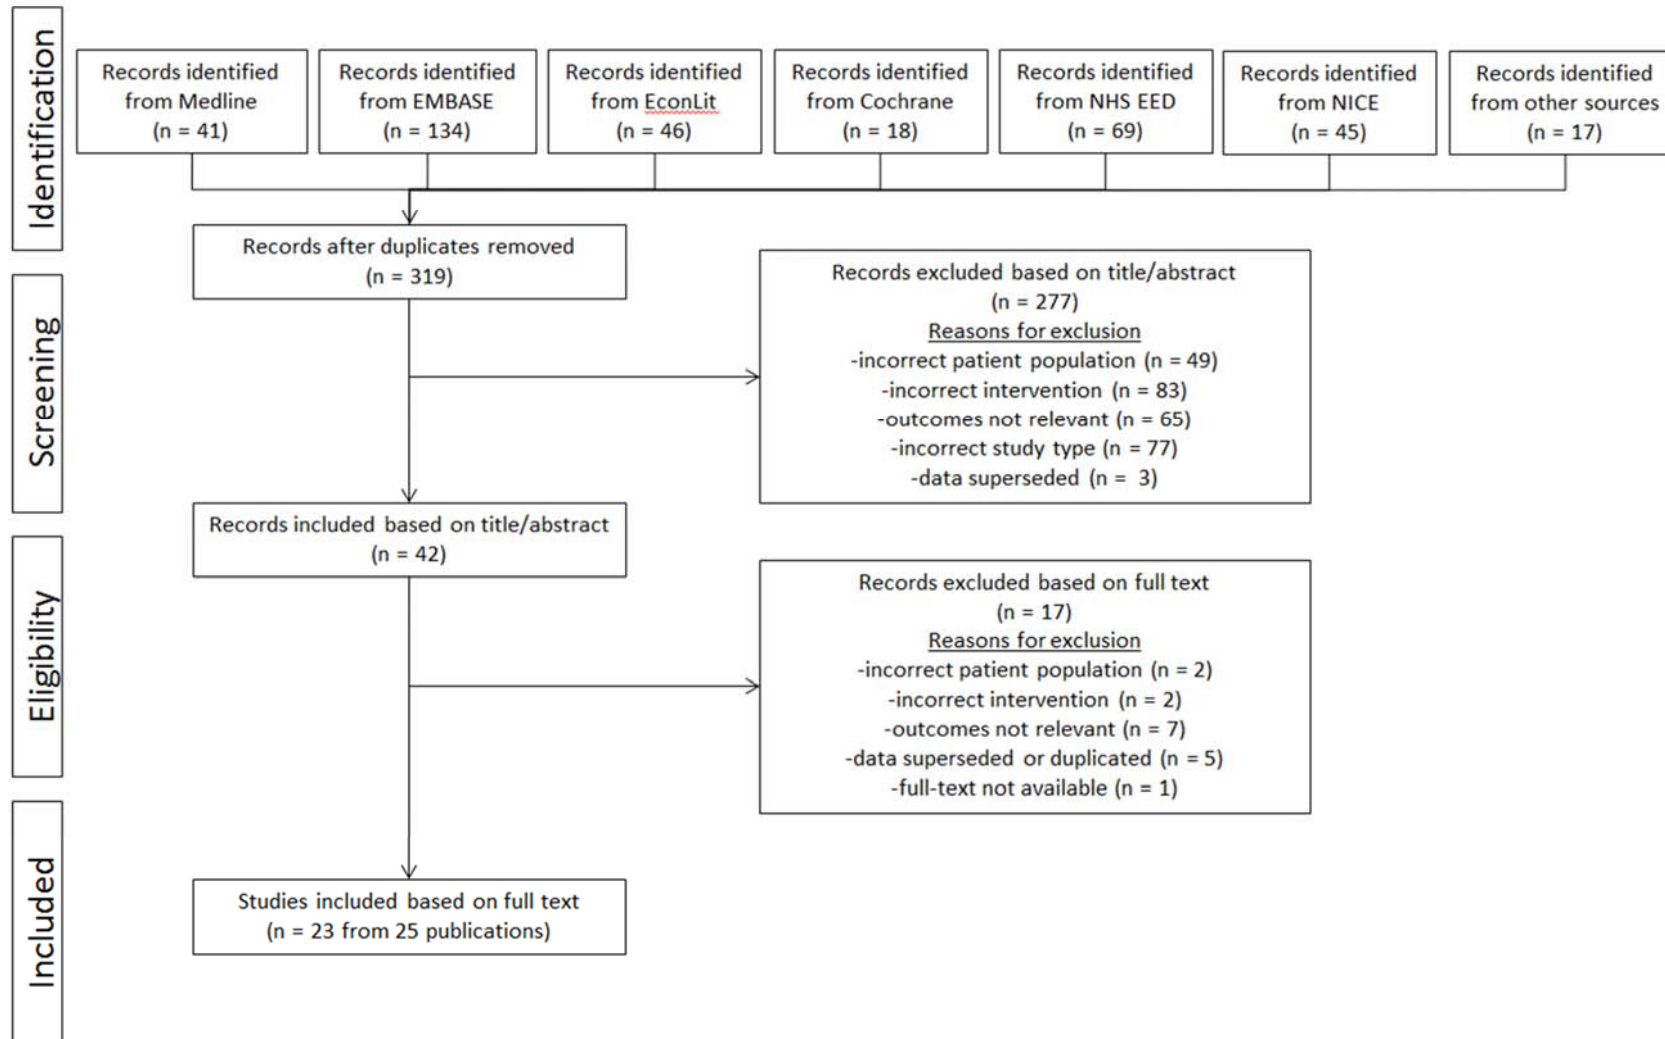 Identification
Records identified
from Medline
(n = 41)
Records identified
from EMBASE
(n = 134)
Records identified
from EconLit
(n = 46)
Records identified
from Cochrane
(n = 18)
Records identified
from NHS EED
(n = 69)
Records identified
from NICE
(n = 45)
Records identified
from other sources
(n = 17)
Records after duplicates removed
(n = 319)
Screening
Records excluded based on title/abstract
(n = 277)
Reasons for exclusion
-incorrect patient population (n = 49)
-incorrect intervention (n = 83)
-outcomes not relevant (n = 65)
-incorrect study type (n = 77)
-data superseded (n = 3)
Records included based on title/abstract
(n = 42)
Eligibility
Records excluded based on full text
(n = 17)
Reasons for exclusion
-incorrect patient population (n = 2)
-incorrect intervention (n = 2)
-outcomes not relevant (n = 7)
-data superseded or duplicated (n = 5)
-full-text not available (n = 1)
Included
Studies included based on full text
(n = 23 from 25 publications)